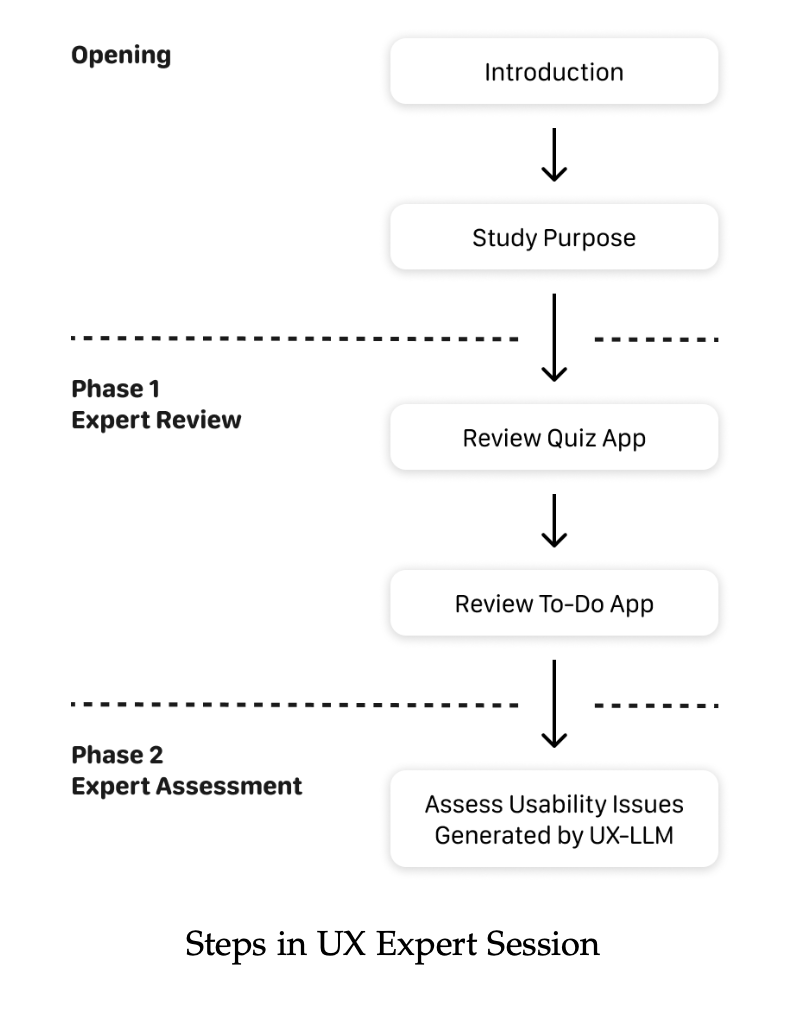 Opening
Introduction
Study Purpose
Phase 1
Expert Review
Review Quiz App
Review To-Do App
Phase 2
Expert Assessment
Assess Usability Issues
Generated by UX-LLM
Steps in UX Expert Session